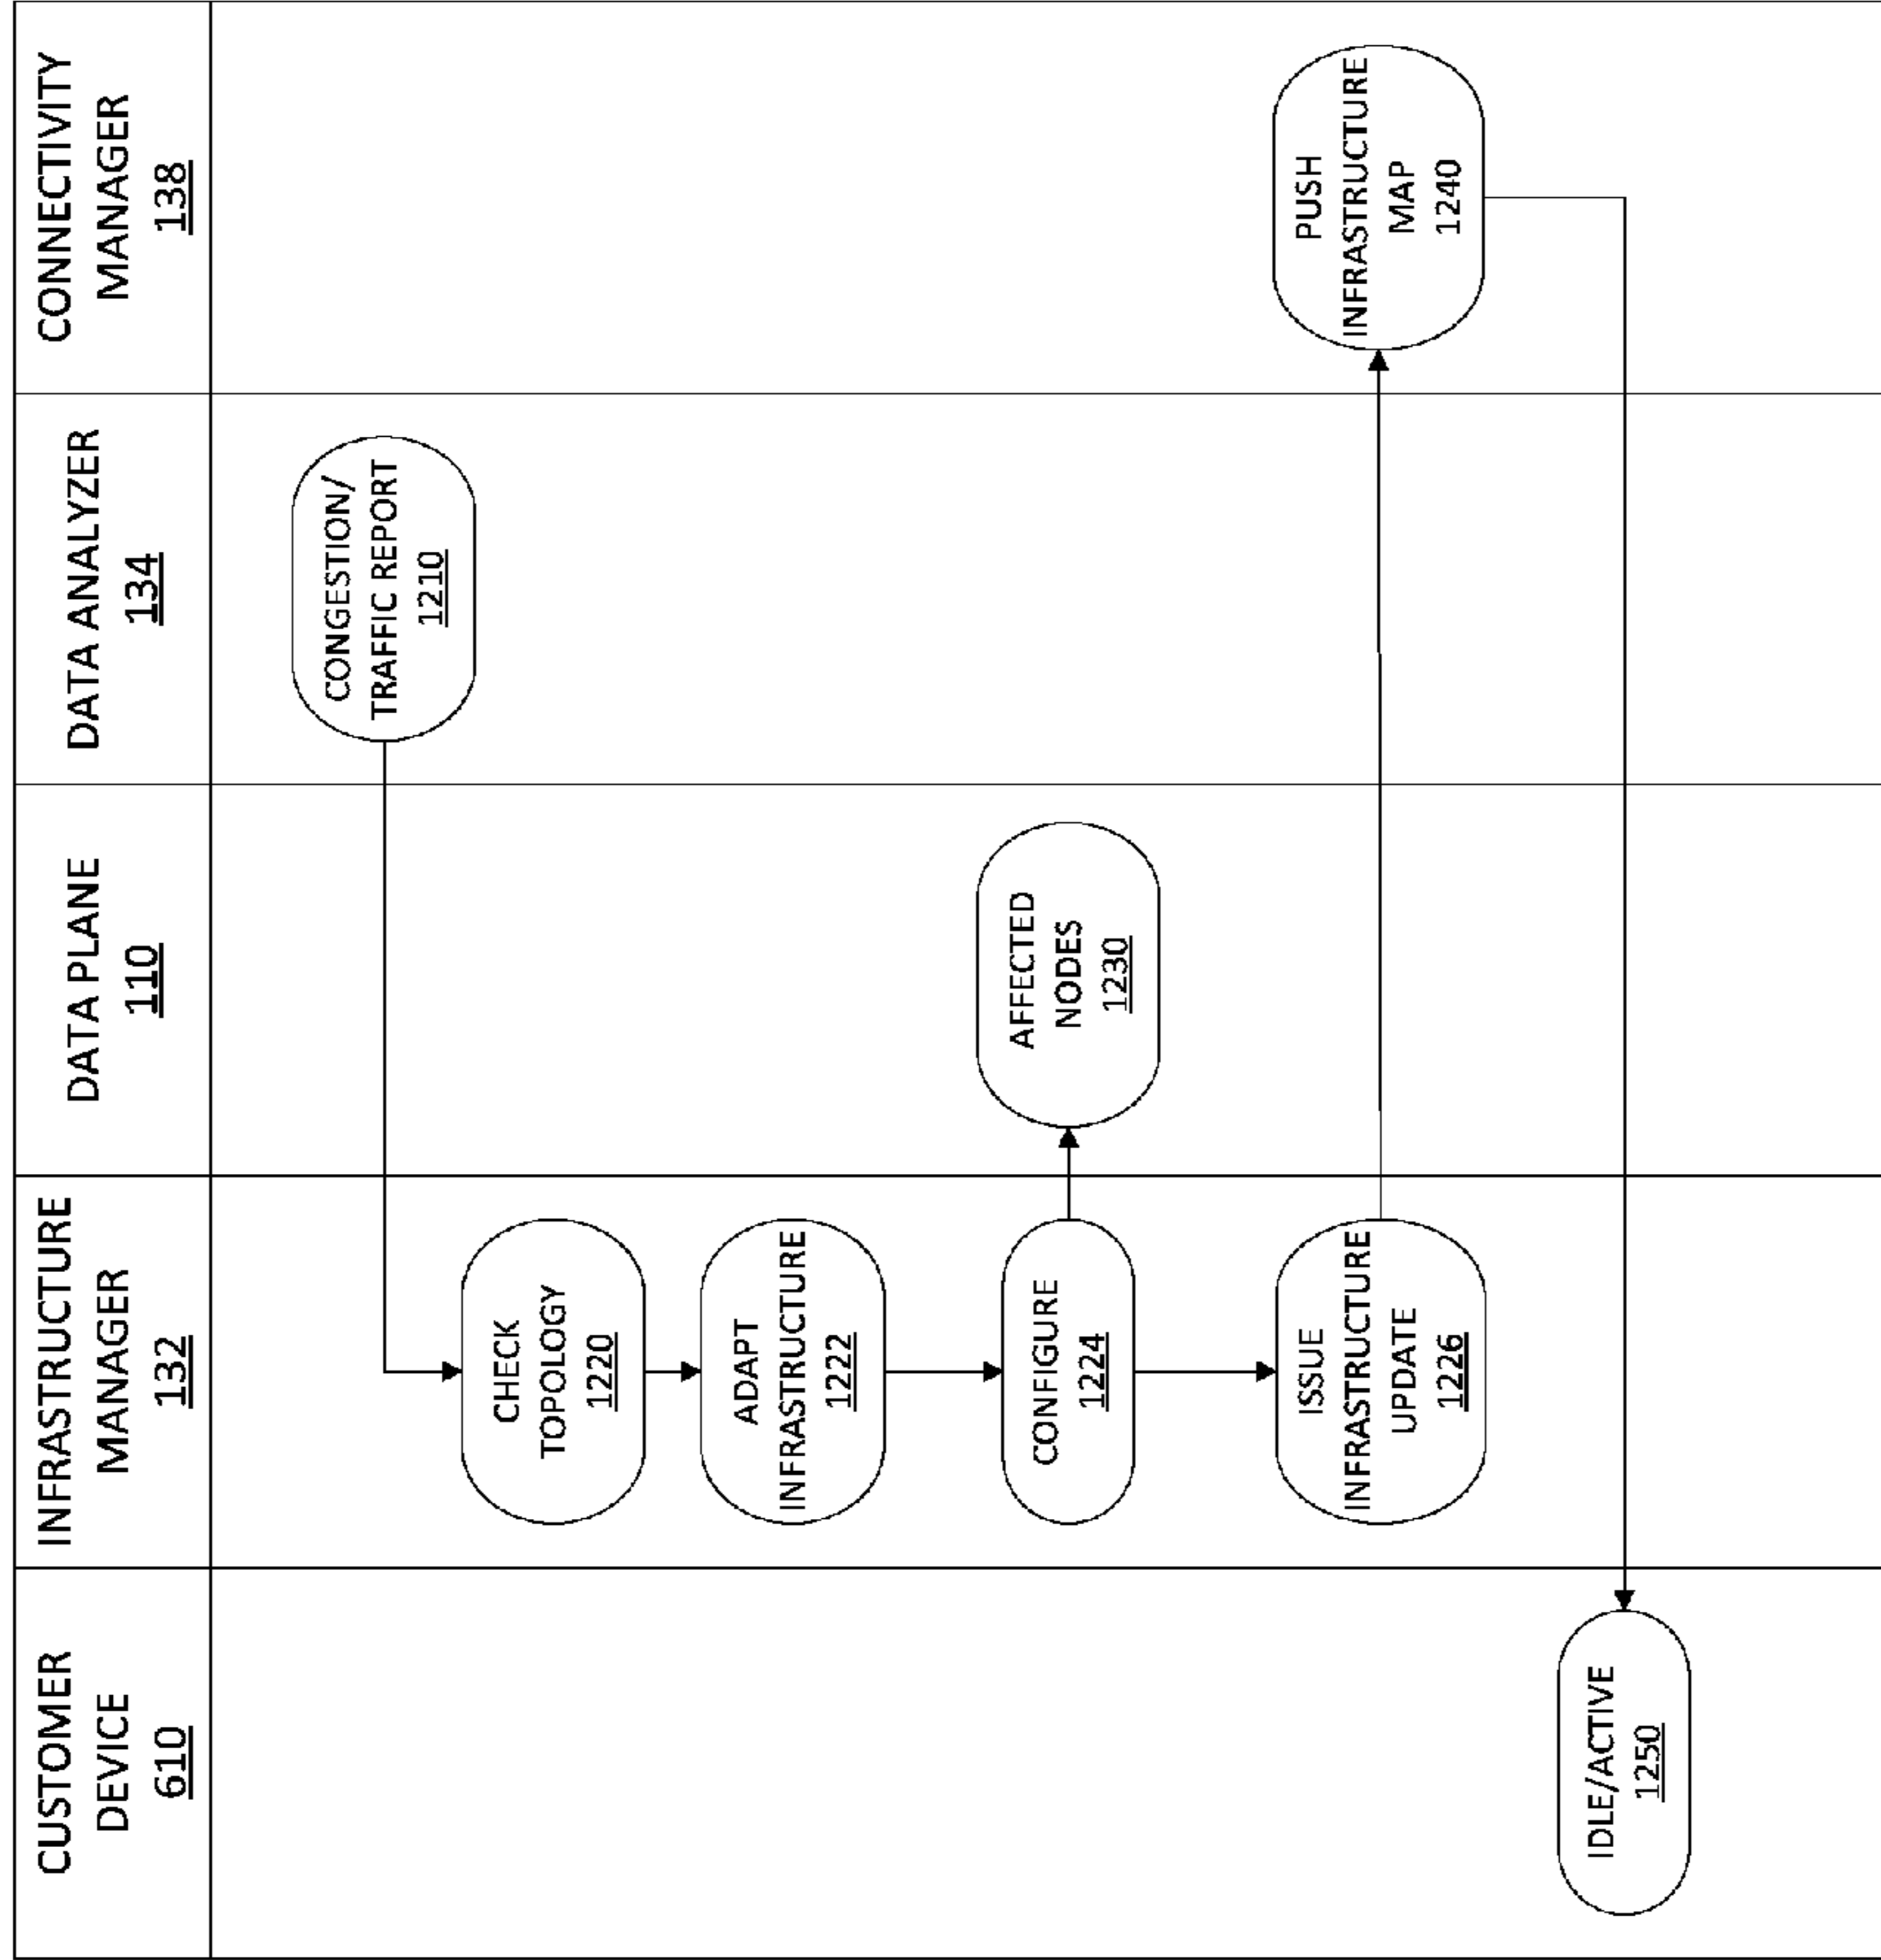 CUSTOMER
DEVICE
610
INFRASTRUCTURE
MANAGER
132
DATA PLANE
110
DATA ANALYZER
134
CONNECTIVITY
MANAGER
138
CONGESTION/
TRAFFIC REPORT
1210
CHECK
TOPOLOGY
1220
ADAPT
INFRASTRUCTURE
1222
CONFIGURE
1224
AFFECTED
NODES
1230
ISSUE
INFRASTRUCTURE
UPDATE
1226
PUSH
INFRASTRUCTURE
MAP
1240
IDLE/ACTIVE
1250